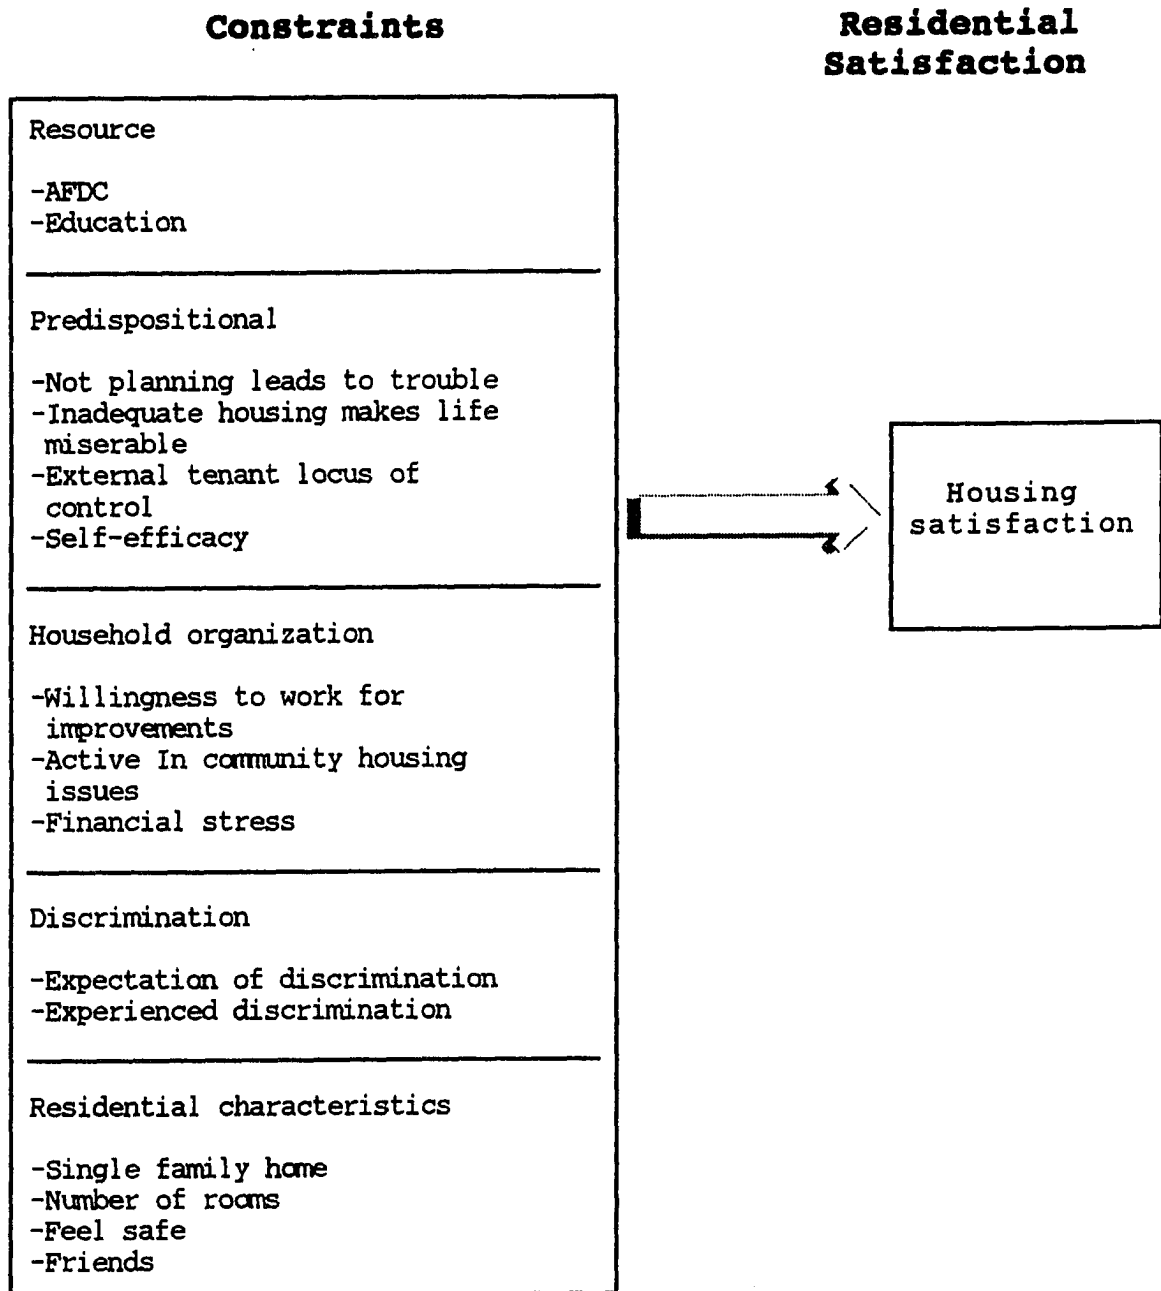 Constraints
Residential
Satisfaction
Resource
-AFDC
-Education
Predispositional
-Not planning leads to trouble
-Inadequate housing makes life
miserable
-External tenant locus of
control
-Self-efficacy
Household organization
-Willingness to work for
improvements
-Active In community housing
issues
-Financial stress
Discrimination
-Expectation of discrimination
-Experienced discrimination
Residential characteristics
-Single family home
-Number of rooms
-Feel safe
-Friends
Housing
satisfaction